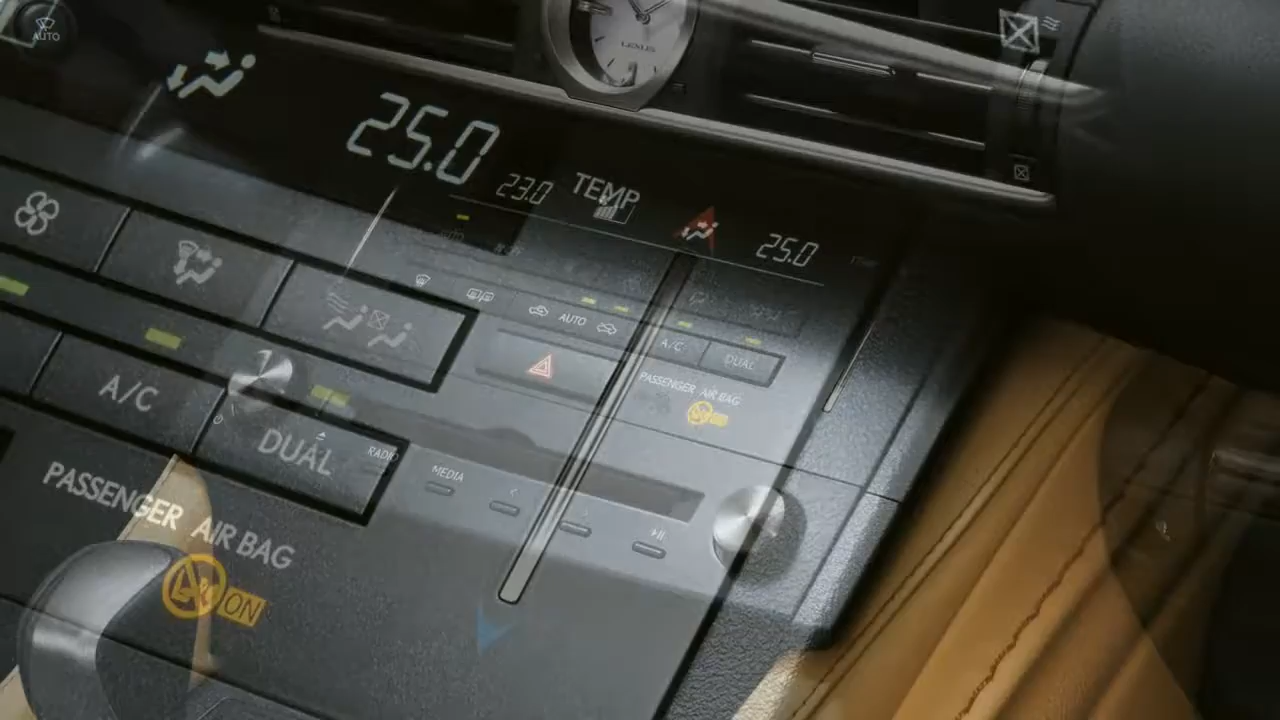 AUTO
LEXUS
25.0
23.0
TEMP
25.0
AUTO
A/C
DUAL
PASSENGER AIR BAG
A/C
DUAL
RADIO
MEDIA
PASSENGER AIR BAG
ON